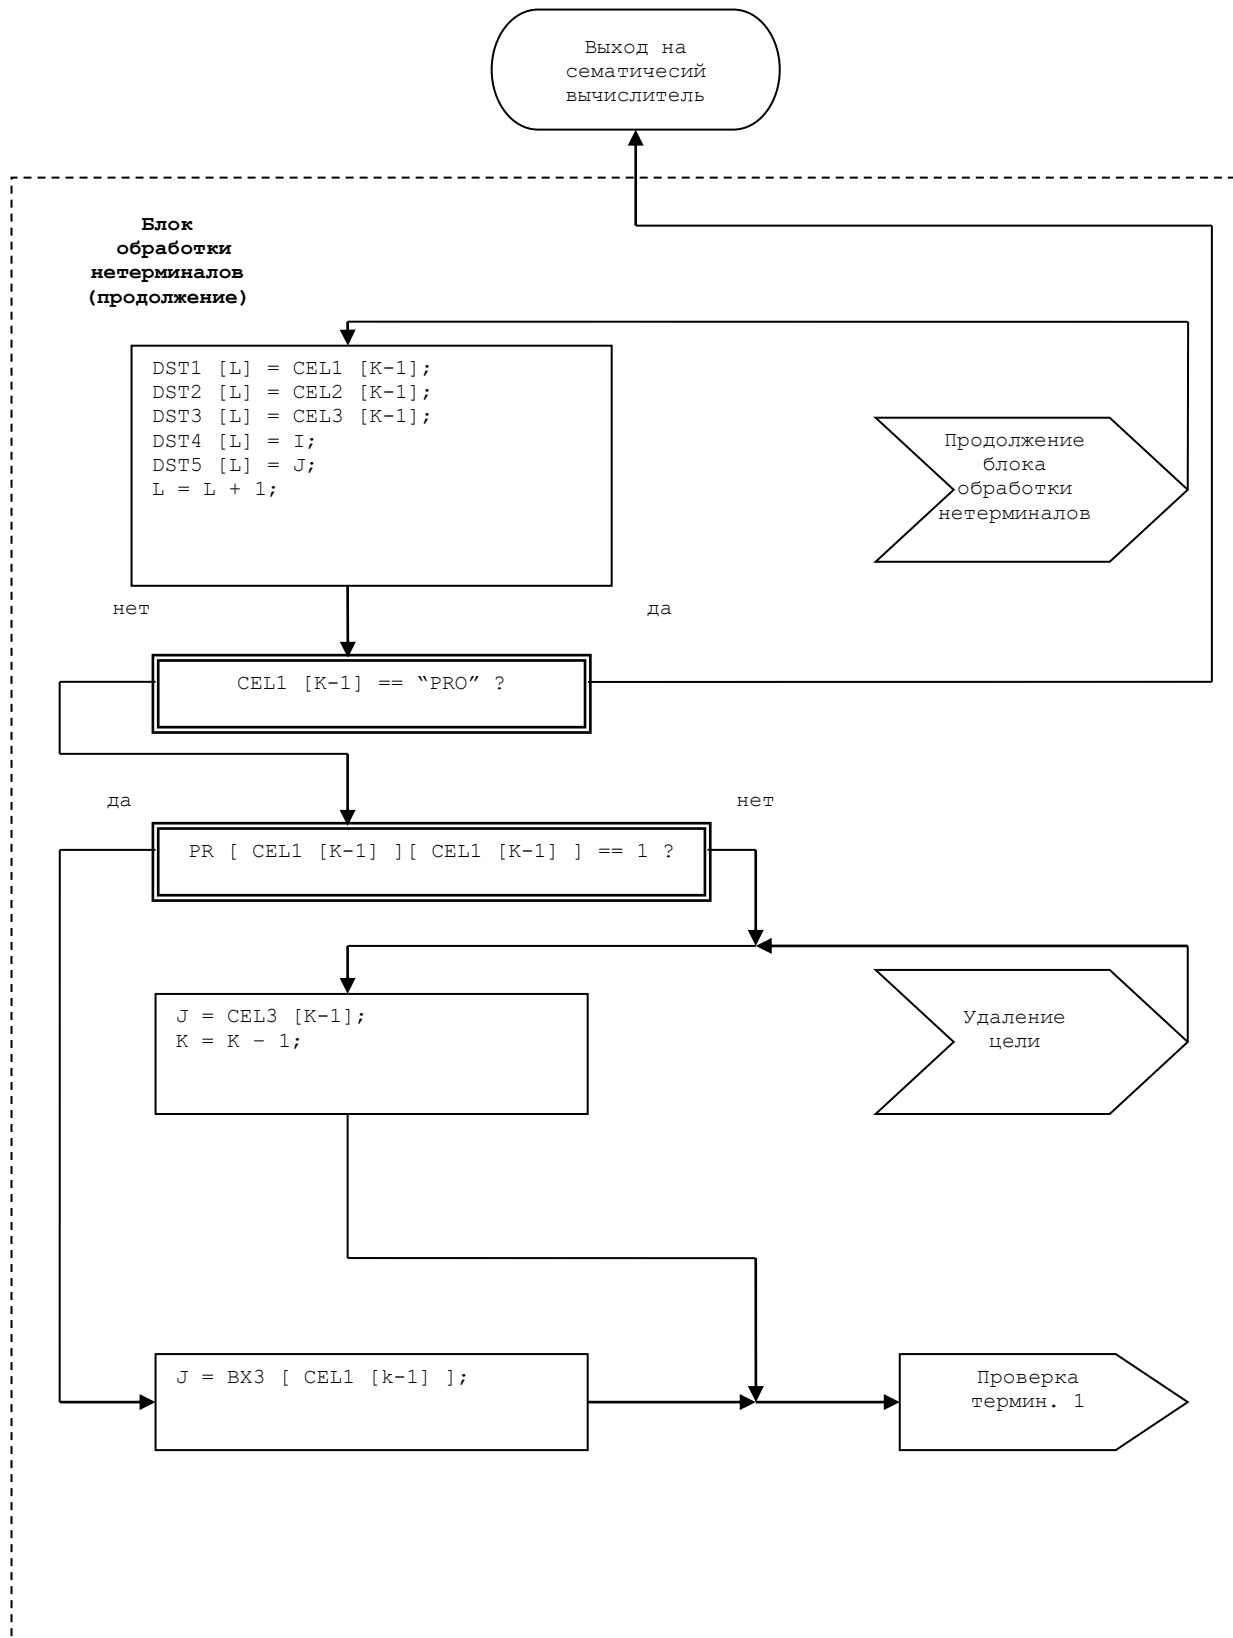 Выход на
сематичесий
вычислитель
Блок
обработки
нетерминалов
(продолжение)
DST1 [L] = CEL1 [K-1];
DST2 [L] = CEL2 [K-1];
DST3 [L] = CEL3 [K-1];
DST4 [L] = I;
DST5 [L] = J;
L = L + 1;
Продолжение
блока
обработки
нетерминалов
нет
да
CEL1 [K-1] == “PRO” ?
да
нет
PR [ CEL1 [K-1] ][ CEL1 [K-1] ] == 1 ?
J = CEL3 [K-1];
K = K – 1;
Удаление
цели
J = BX3 [ CEL1 [k-1] ];
Проверка
термин. 1